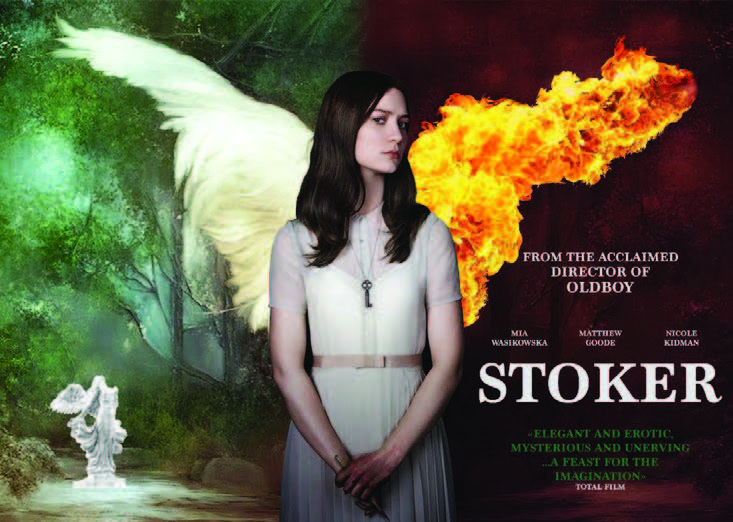 FROM THE ACCLAIMED
DIRECTOR OF
OLDBOY
MIA WASIKOWSKA
MATTHEW GOODE
NICOLE KIDMAN
STOKER
«ELEGANT AND EROTIC,
MYSTERIOUS AND UNERVING
...A FEAST FOR THE
IMAGINATION»
TOTAL FILM